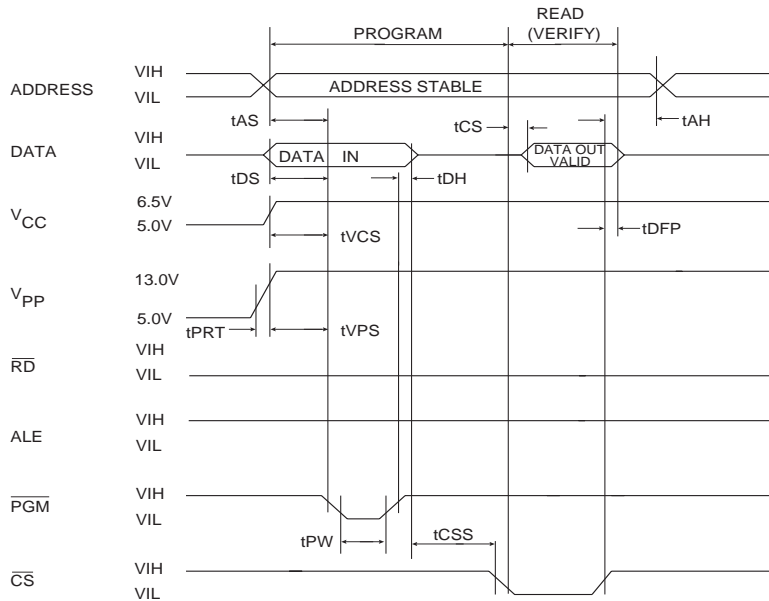 READ
PROGRAM (VERIFY)
ADDRESS VIH
VIL ADDRESS STABLE
tAS tCS tAH
DATA VIH
VIL DATA IN DATA OUT VALID
tDS tDH
VCC 6.5V
5.0V tVCS tDFP
VPP 13.0V
5.0V
tPRT tVPS
RD VIH
VIL
ALE VIH
VIL
PGM VIH
VIL
tPW tCSS
CS VIH
VIL